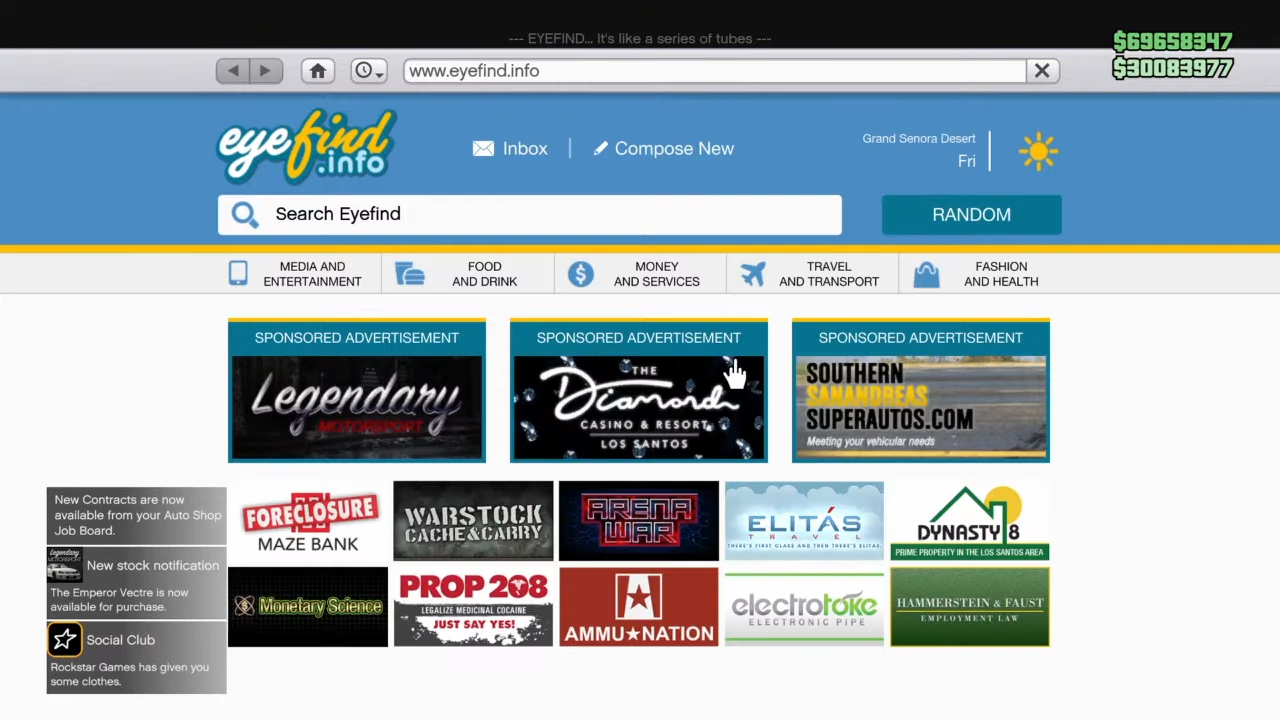 --- EYEFIND... It's like a series of tubes ---
$69658347
$30083977
www.eyefind.info
eyefind
.info
Inbox
Compose New
Grand Senora Desert
Fri
Search Eyefind
RANDOM
MEDIA AND
ENTERTAINMENT
FOOD
AND DRINK
MONEY
AND SERVICES
TRAVEL
AND TRANSPORT
FASHION
AND HEALTH
SPONSORED ADVERTISEMENT
Legendary
MOTORSPORT
SPONSORED ADVERTISEMENT
THE
Diamond
CASINO & RESORT
LOS SANTOS
SPONSORED ADVERTISEMENT
SOUTHERN
SANANDREAS
SUPERAUTOS.COM
Meeting your vehicular needs
New Contracts are now
available from your Auto Shop
Job Board.
Legendary
New stock notification
The Emperor Vectre is now
available for purchase.
Social Club
Rockstar Games has given you
some clothes.
FORECLOSURE
MAZE BANK
WARSTOCK
CACHE&CARRY
ARENA
WAR
ELITÁS
TRAVEL
THERE'S FIRST CLASS AND THEN THERE'S ELITAS.
DYNASTY 8
PRIME PROPERTY IN THE LOS SANTOS AREA
Monetary Science
PROP 208
LEGALIZE MEDICINAL COCAINE
JUST SAY YES!
AMMU★NATION
electrotoke
ELECTRONIC PIPE
HAMMERSTEIN & FAUST
EMPLOYMENT LAW